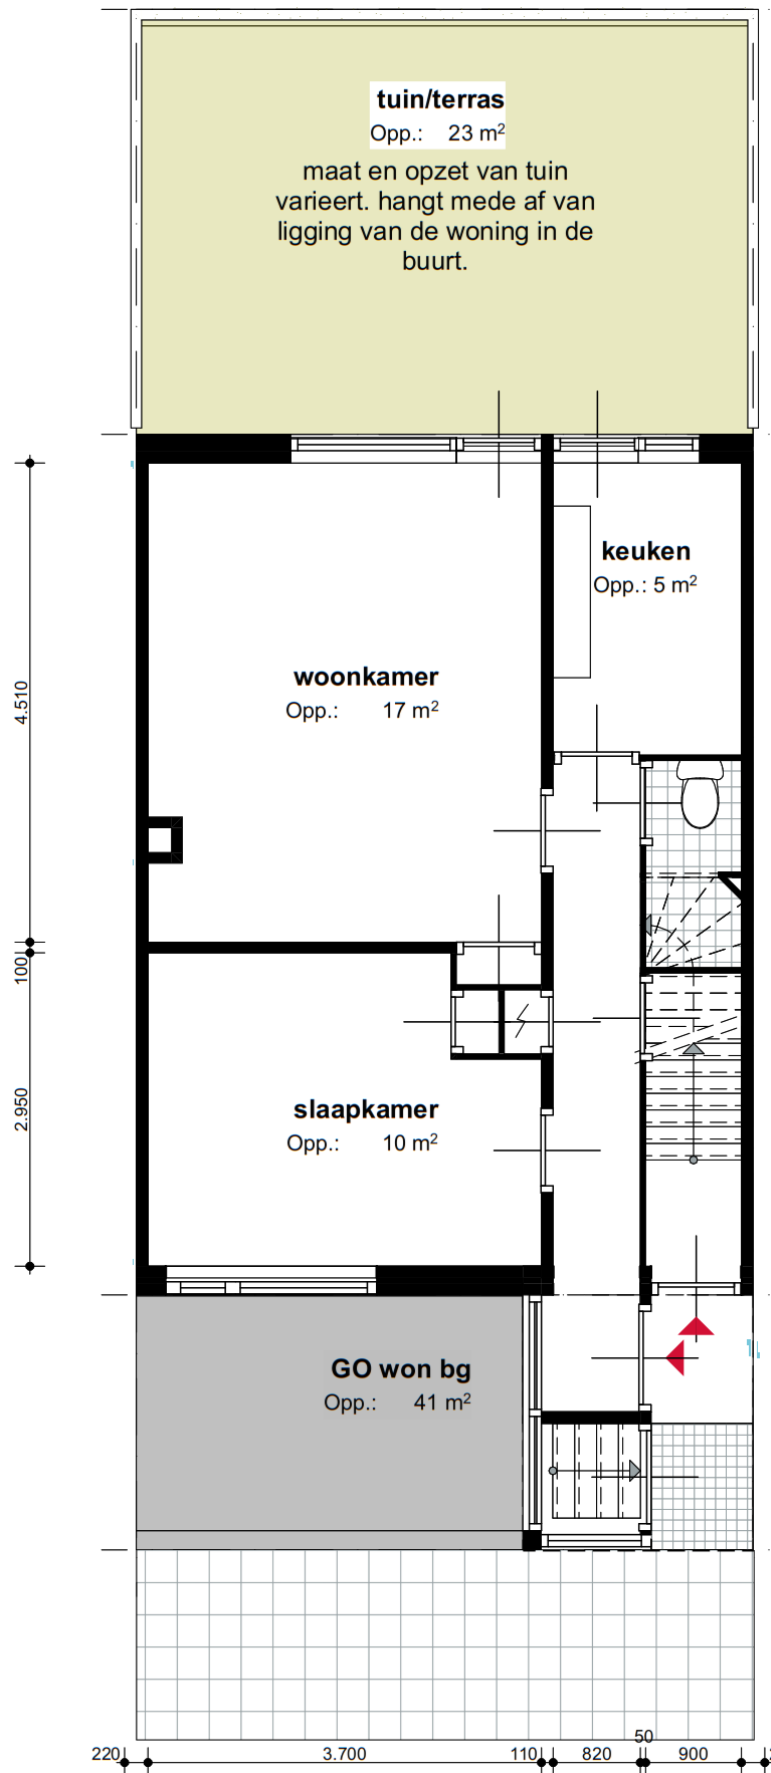 tuin/terras
Opp.: 23 m²
maat en opzet van tuin
varieert. hangt mede af van
ligging van de woning in de
buurt.
keuken
Opp.: 5 m²
woonkamer
Opp.: 17 m²
4.510
100
slaapkamer
Opp.: 10 m²
2.950
GO won bg
Opp.: 41 m²
50
220 3.700 110 820 900